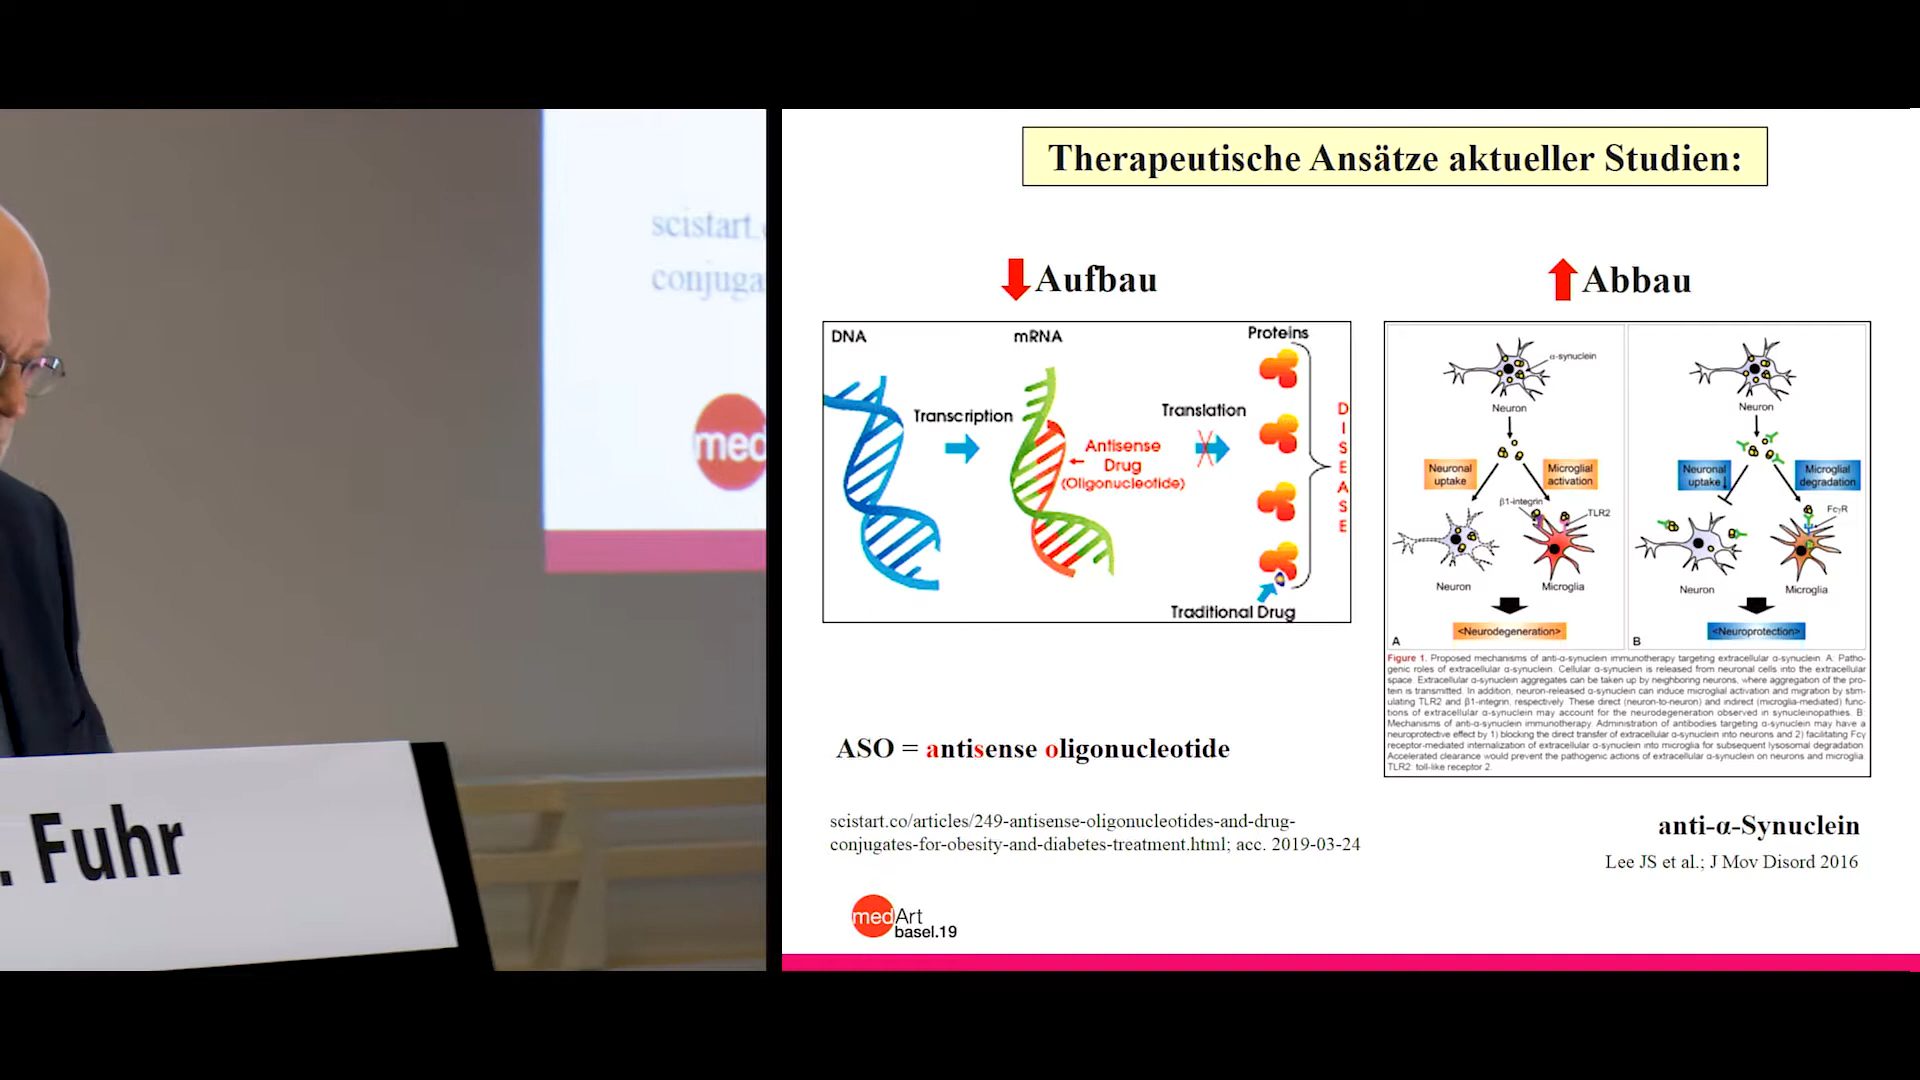 scistart.
conjuga
med
. Fuhr
Therapeutische Ansätze aktueller Studien:
Aufbau
DNA
mRNA
Proteins
Transcription
Translation
Antisense
Drug
(Oligonucleotide)
DISEASE
Traditional Drug
ASO = antisense oligonucleotide
scistart.co/articles/249-antisense-oligonucleotides-and-drug-
conjugates-for-obesity-and-diabetes-treatment.html; acc. 2019-03-24
Abbau
α-synuclein
Neuron
Neuronal
uptake
Microglial
activation
β1-integrin
TLR2
Neuron
Microglia
<Neurodegeneration>
A
Neuron
Neuronal
uptake↓
Microglial
degradation
FcγR
Neuron
Microglia
<Neuroprotection>
B
Figure 1. Proposed mechanisms of anti-α-synuclein immunotherapy targeting extracellular α-synuclein. A. Patho-
genic roles of extracellular α-synuclein. Cellular α-synuclein is released from neuronal cells into the extracellular
space. Extracellular α-synuclein aggregates can be taken up by neighboring neurons, where aggregation of the pro-
tein is transmitted. In addition, neuron-released α-synuclein can induce microglial activation and migration by stim-
ulating TLR2 and β1-integrin, respectively. These direct (neuron-to-neuron) and indirect (microglia-mediated) func-
tions of extracellular α-synuclein may account for the neurodegeneration observed in synucleinopathies. B.
Mechanisms of anti-α-synuclein immunotherapy. Administration of antibodies targeting α-synuclein may have a
neuroprotective effect by 1) blocking the direct transfer of extracellular α-synuclein into neurons and 2) facilitating Fcγ
receptor-mediated internalization of extracellular α-synuclein into microglia for subsequent lysosomal degradation.
Accelerated clearance would prevent the pathogenic actions of extracellular α-synuclein on neurons and microglia.
TLR2: toll-like receptor 2.
anti-α-Synuclein
Lee JS et al.; J Mov Disord 2016
medArt
basel.19